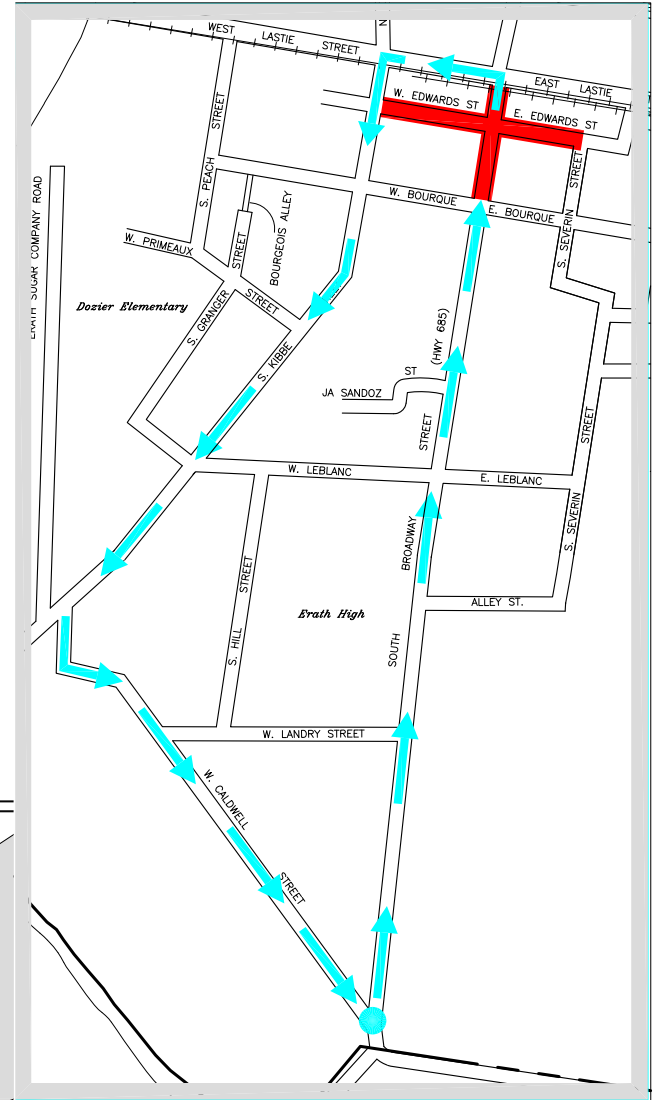 N
WEST LASTIE STREET
EAST LASTIE
W. EDWARDS ST
E. EDWARDS ST
STREET
S. PEACH
W. BOURQUE
E. BOURQUE
STREET
S. SEVERIN
ERATH SUGAR COMPANY ROAD
W. PRIMEAUX
STREET
STREET
BOURGEOIS ALLEY
Dozier Elementary
S. GRANGER
S. KIBBE
(HWY 685)
ST
JA SANDOZ
STREET
STREET
W. LEBLANC
E. LEBLANC
S. SEVERIN
BROADWAY
STREET
ALLEY ST.
Erath High
S. HILL
SOUTH
W. LANDRY STREET
W. CALDWELL
STREET